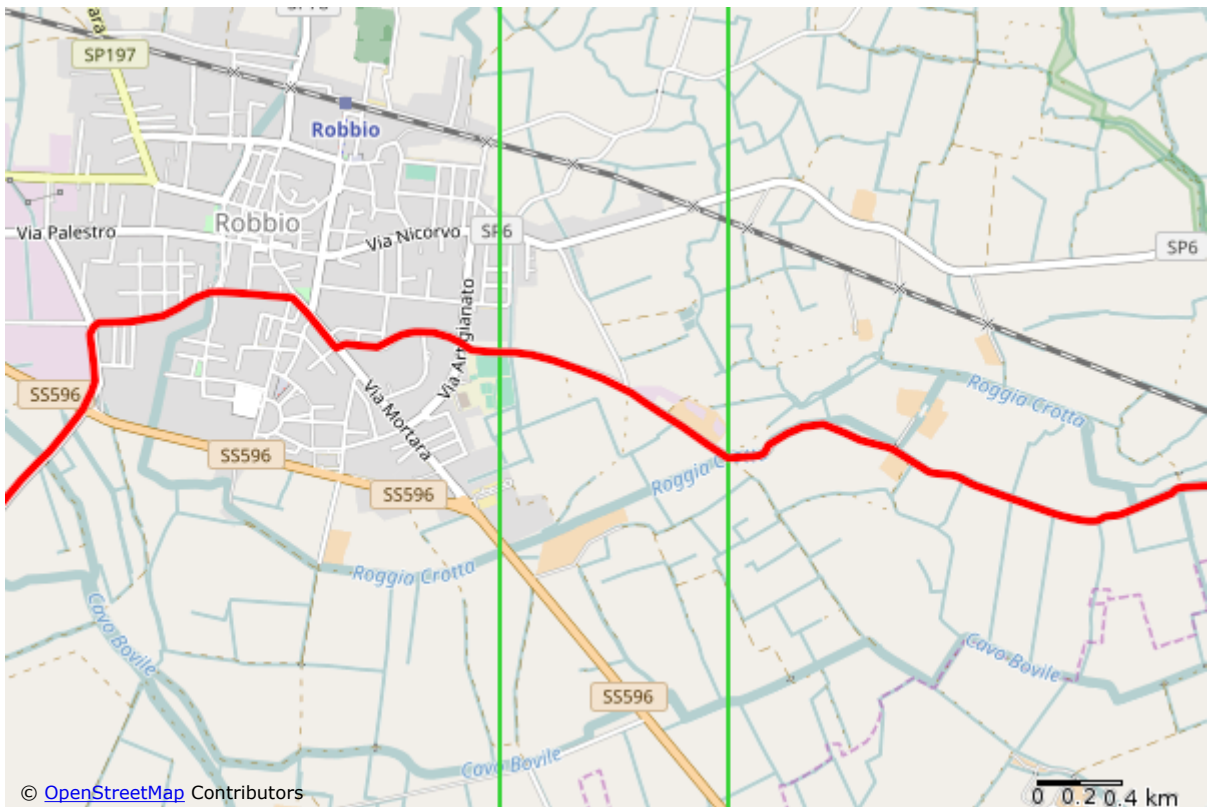 SP197
Robbio
Robbio
Via Palestro
Via Nicorvo
SP6
SP6
Via Artigianato
SS596
Via Mortara
Roggia Crotta
SS596
Roggia Crotta
SS596
Roggia Crotta
Cavo Bovile
Cavo Bovile
SS596
Cavo Bovile
© OpenStreetMap Contributors
0 0.2 0.4 km